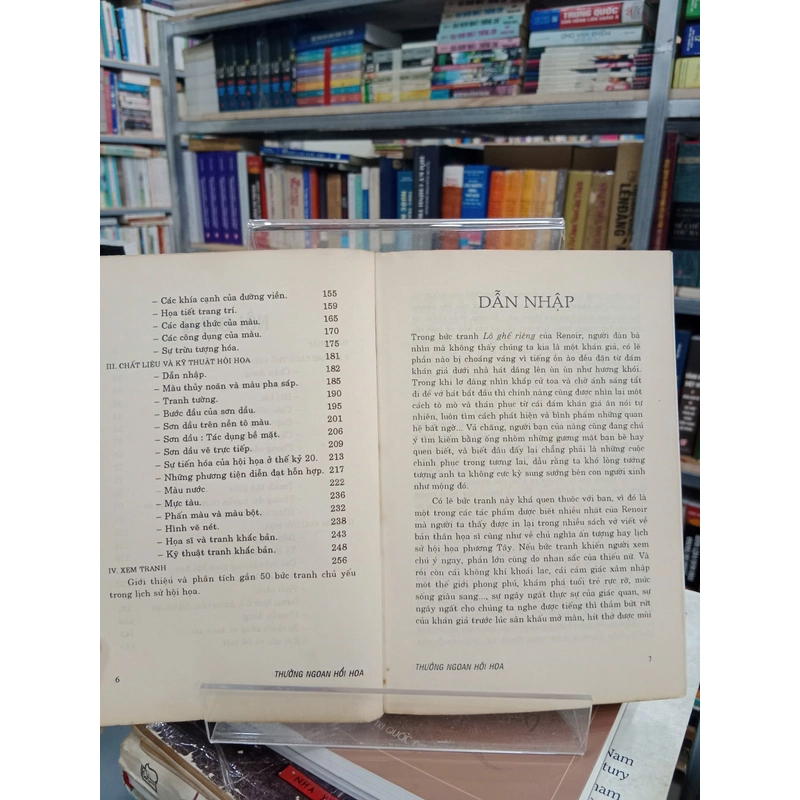 TRUNG QUỐC
LENDANG
– Các khía cạnh của đường viền. 155
– Họa tiết trang trí. 159
– Các dạng thức của màu. 165
– Các công dụng của màu. 170
– Sự trừu tượng hóa. 175
III. CHẤT LIỆU VÀ KỸ THUẬT HỘI HỌA 181
– Dẫn nhập. 182
– Màu thủy noãn và màu pha sáp. 185
– Tranh tường. 190
– Bước đầu của sơn dầu. 195
– Sơn dầu trên nền tô màu. 201
– Sơn dầu : Tác dụng bề mặt. 206
– Sơn dầu vẽ trực tiếp. 209
– Sự tiến hóa của hội họa ở thế kỷ 20. 213
– Những phương tiện diễn đạt hỗn hợp. 217
– Màu nước. 222
– Mực tàu. 236
– Phấn màu và màu bột. 232
– Hình vẽ nét. 238
– Họa sĩ và tranh khắc bản. 243
– Kỹ thuật tranh khắc bản. 248
IV. XEM TRANH 256
Giới thiệu và phân tích gần 50 bức tranh chủ yếu
trong lịch sử hội họa.
6 THƯỞNG NGOẠN HỘI HỌA
DẪN NHẬP
Trong bức tranh Lô ghế riêng của Renoir, người đàn bà
nhìn mà không thấy chúng ta kia là một khán giả, có lẽ
phần nào bị choáng váng vì tiếng ồn ào đều đặn từ đám
khán giả dưới nhà hát dâng lên ùn ùn như hương khói.
Trong khi lơ đãng nhìn khắp cử tọa và chờ ánh sáng tắt
đi để vở hát bắt đầu thì chính nàng cũng được nhìn lại một
cách tò mò và thán phục từ cái đám khán giả ăn nói tự
nhiên, luôn tìm cách phát hiện và bình phẩm những quan
hệ bất ngờ... Và chăng, người bạn của nàng cũng đang chú
ý tìm kiếm bằng ống nhòm những gương mặt bạn bè hay
quen biết, và biết đâu đấy lại chẳng phải là những cuộc
chinh phục trong tương lai, dẫu rằng ta khó lòng tưởng
tượng anh ta không cực kỳ sung sướng bên con người xinh
như mộng đó.
Có lẽ bức tranh này khá quen thuộc với bạn, vì đó là
một trong các tác phẩm được biết nhiều nhất của Renoir
mà người ta thấy được in lại trong nhiều sách vở viết về
bản thân họa sĩ cũng như về chủ nghĩa ấn tượng hay lịch
sử hội họa phương Tây. Nếu bức tranh khiến người xem
chú ý ngay, phần lớn cũng do nhan sắc của thiếu nữ. Và
rồi còn cái không khí khoái lạc, cái cảm giác xâm nhập
một thế giới phong phú, khám phá tuổi trẻ rực rỡ, mức
sống giàu sang..., sự ngây ngất thực sự của giác quan, sự
ngây ngất cho chúng ta nghe được tiếng thì thầm bứt rứt
của khán giả trước lúc sân khấu mở màn, hít thở được mùi
THƯỞNG NGOẠN HỘI HỌA 7
Nam
tury
nam